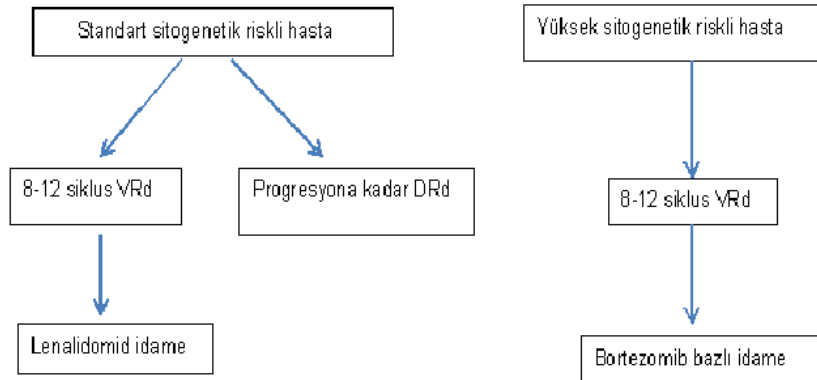 Standart sitogenetik riskli hasta
Yüksek sitogenetik riskli hasta
8-12 siklus VRd
Progresyona kadar DRd
8-12 siklus VRd
Lenalidomid idame
Bortezomib bazlı idame